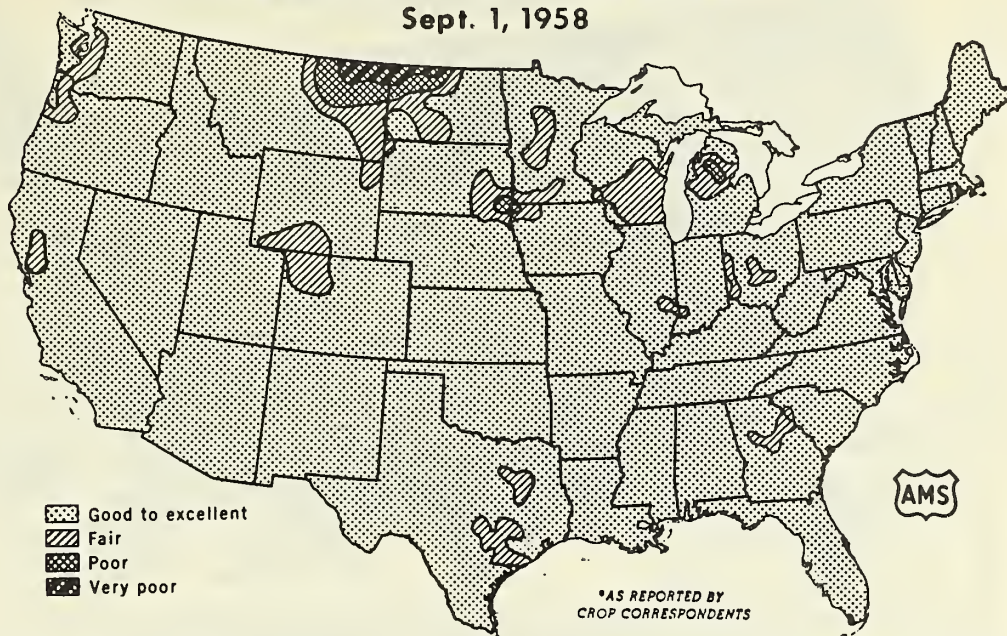 Sept. 1, 1958
Good to excellent
Fair
Poor
Very poor
AMS
*AS REPORTED BY
CROP CORRESPONDENTS